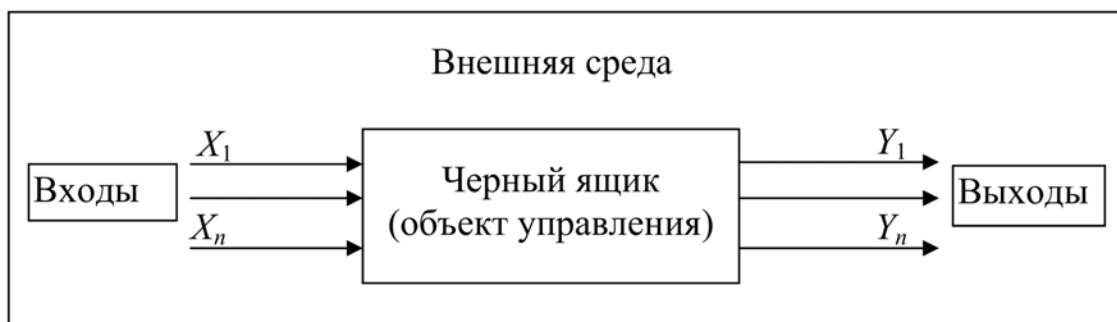 Внешняя среда
Входы
X1
Xn
Черный ящик
(объект управления)
Y1
Yn
Выходы